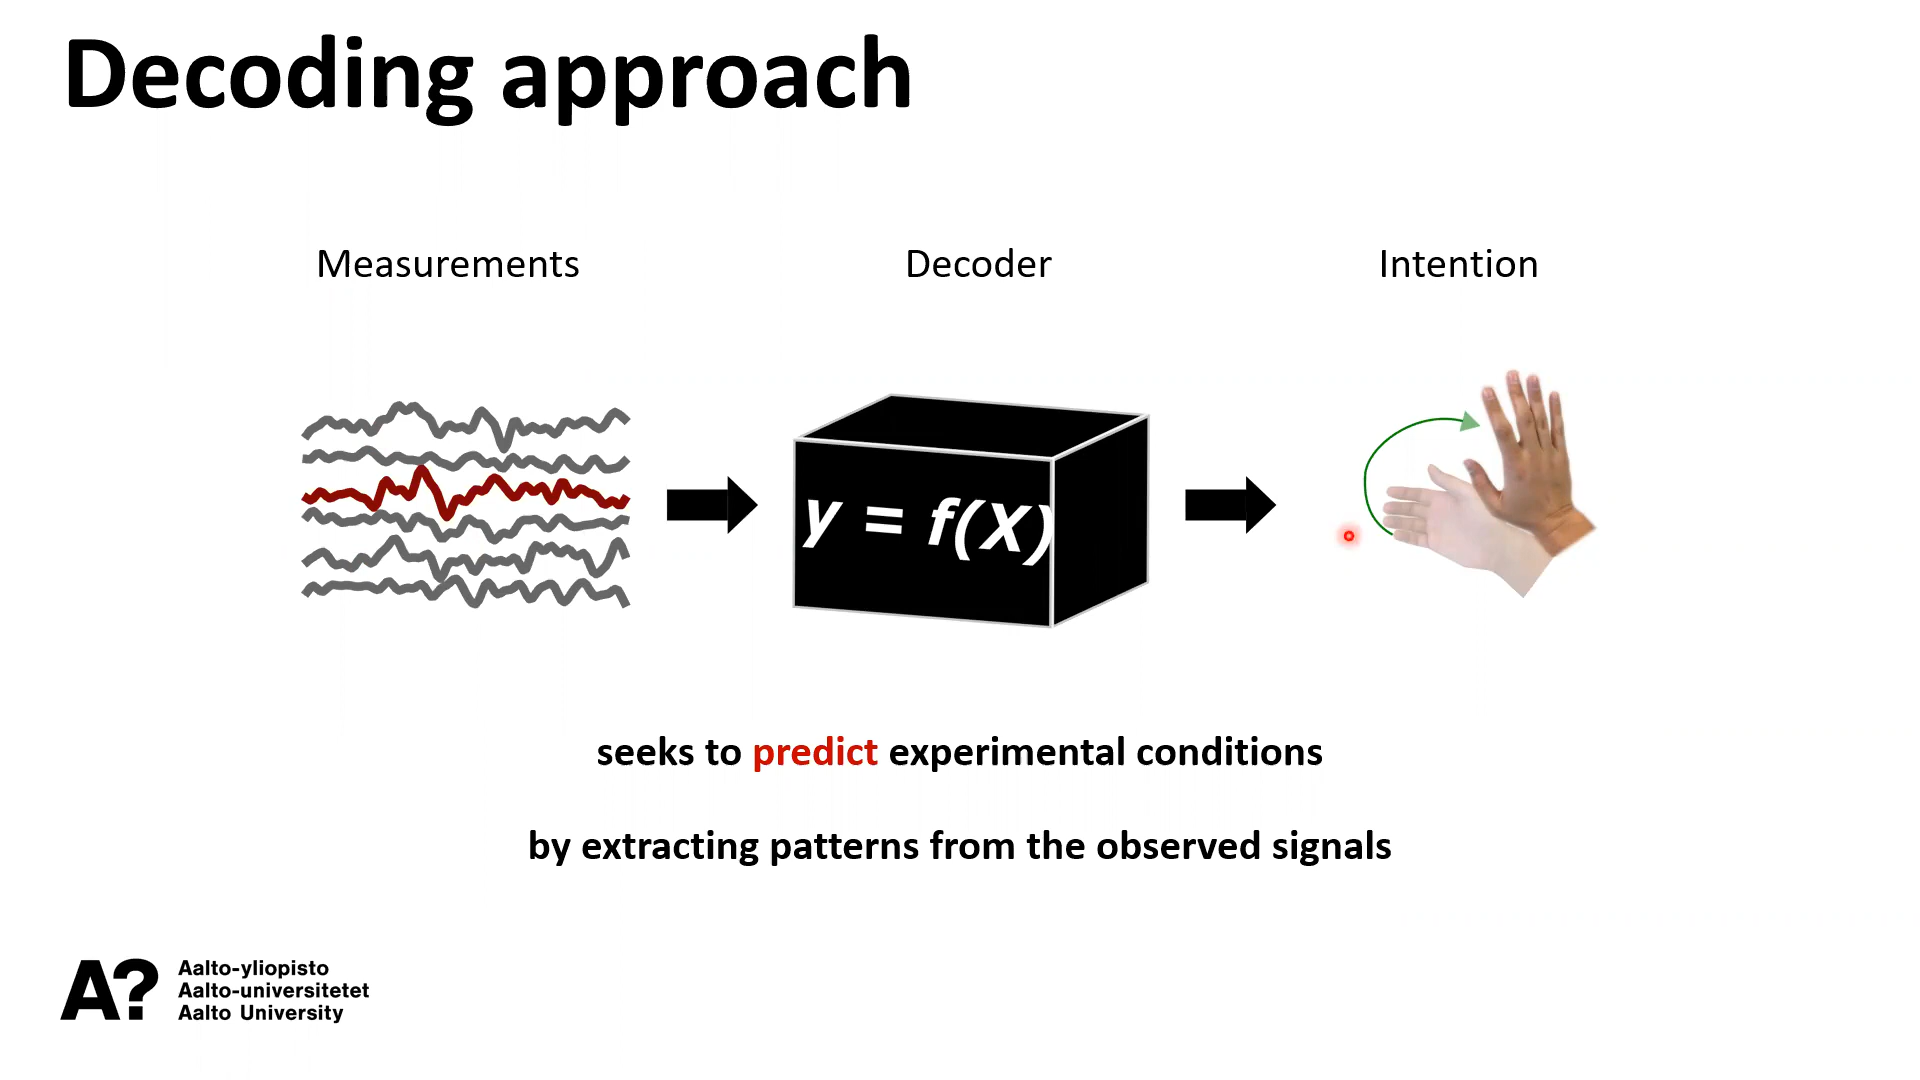 Decoding approach
Measurements
Decoder
Intention
y = f(X)
seeks to predict experimental conditions
by extracting patterns from the observed signals
A?
Aalto-yliopisto
Aalto-universitetet
Aalto University